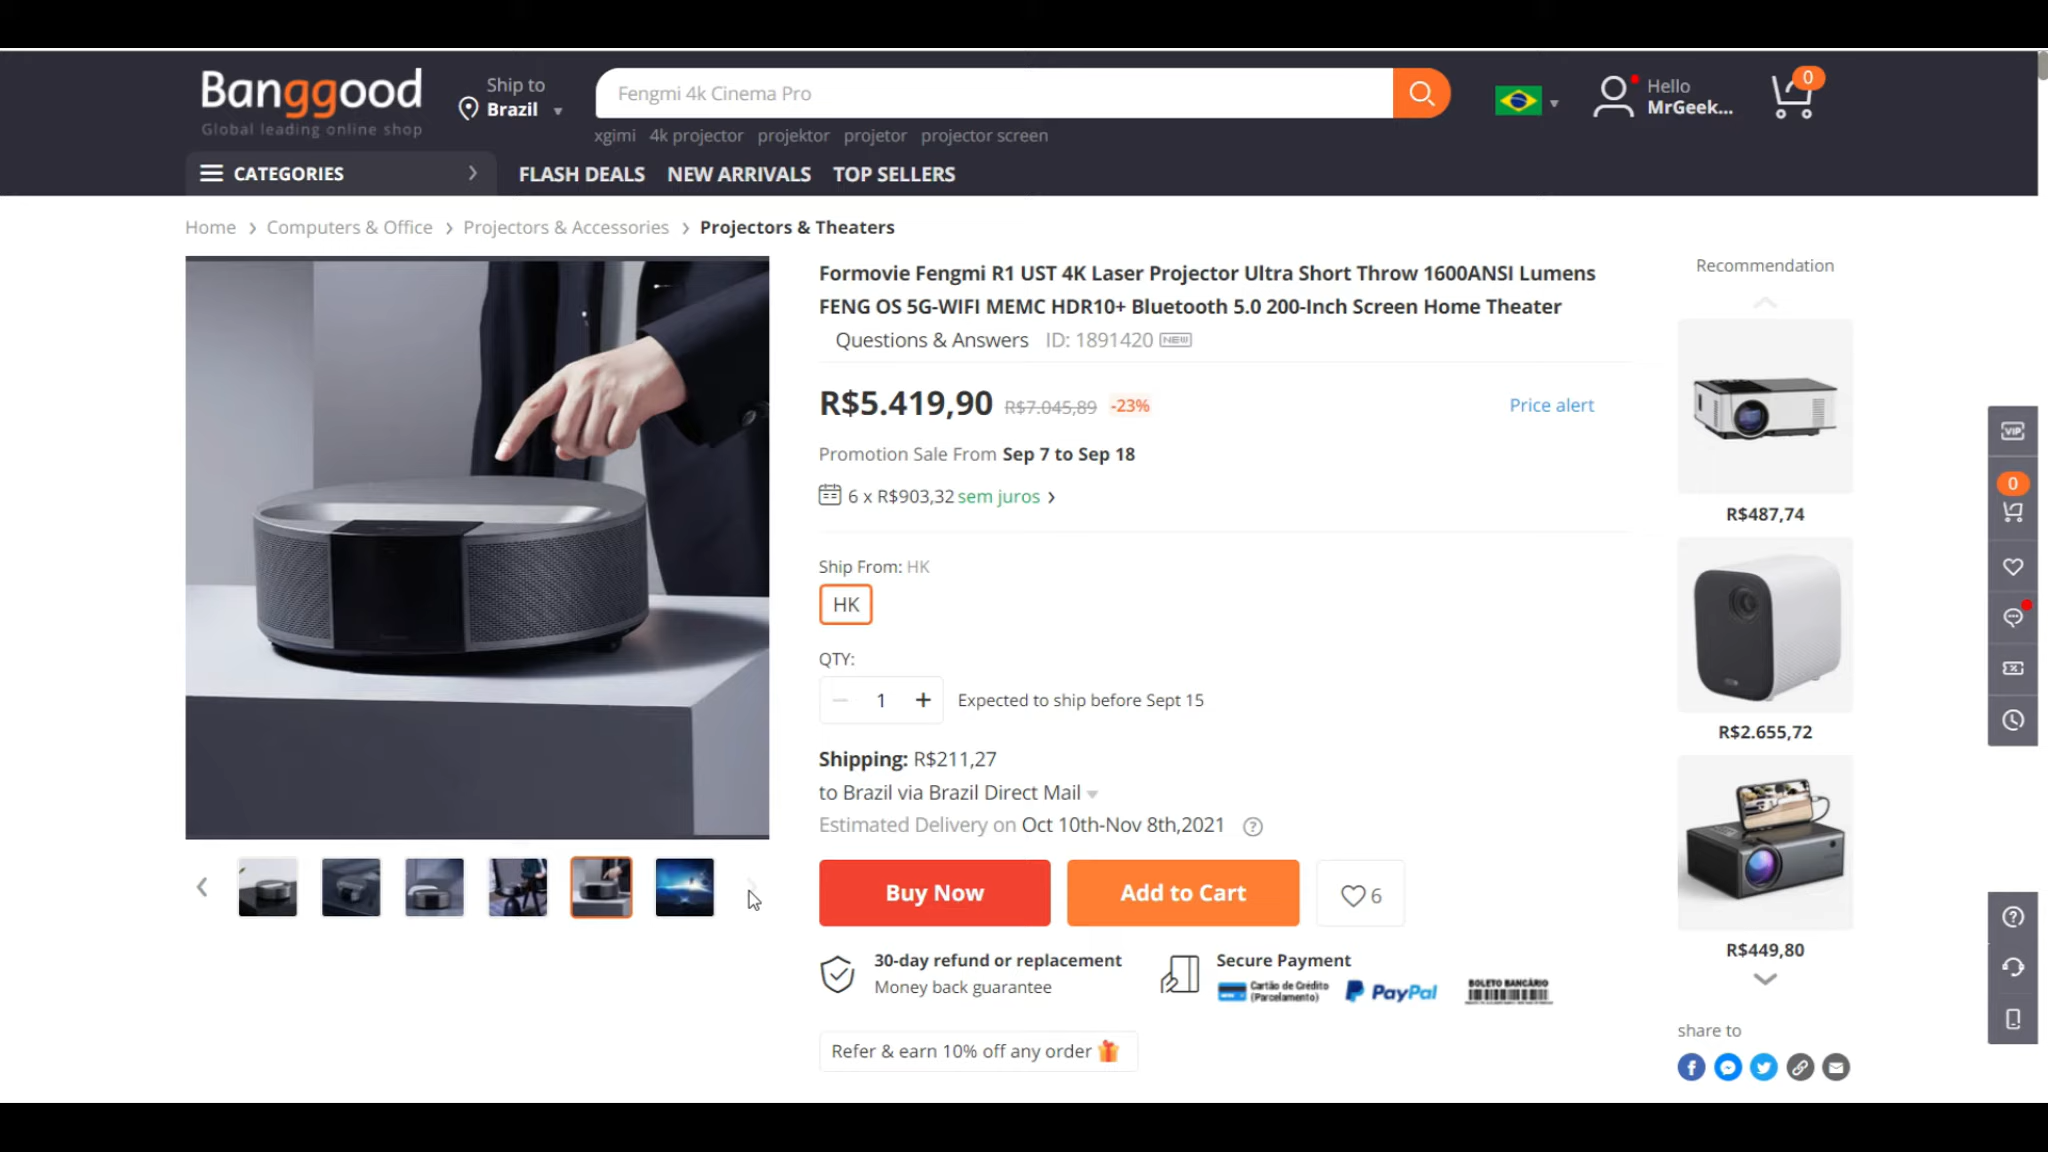 Banggood
Global leading online shop
Ship to
Brazil
Fengmi 4k Cinema Pro
xgimi 4k projector projektor projetor projector screen
Hello
MrGeek...
0
CATEGORIES
FLASH DEALS NEW ARRIVALS TOP SELLERS
Home > Computers & Office > Projectors & Accessories > Projectors & Theaters
Formovie Fengmi R1 UST 4K Laser Projector Ultra Short Throw 1600ANSI Lumens
FENG OS 5G-WIFI MEMC HDR10+ Bluetooth 5.0 200-Inch Screen Home Theater
Questions & Answers ID: 1891420 NEW
R$5.419,90 R$7.045,89 -23%
Price alert
Promotion Sale From Sep 7 to Sep 18
6 x R$903,32 sem juros >
Ship From: HK
HK
QTY:
− 1 + Expected to ship before Sept 15
Shipping: R$211,27
to Brazil via Brazil Direct Mail
Estimated Delivery on Oct 10th-Nov 8th,2021 ?
Buy Now
Add to Cart
6
30-day refund or replacement
Money back guarantee
Secure Payment
Cartão de Crédito
(Parcelamento)
PayPal
BOLETO BANCÁRIO
Refer & earn 10% off any order
Recommendation
R$487,74
R$2.655,72
R$449,80
share to
VIP
0